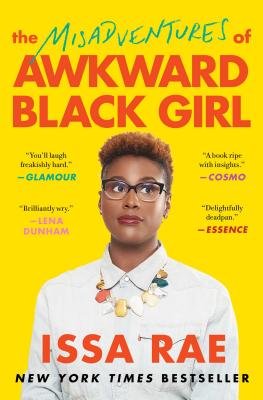 the MISADVENTURES of
AWKWARD
BLACK GIRL
"You'll laugh
freakishly hard."
—GLAMOUR
"A book ripe
with insights."
—COSMO
"Brilliantly wry."
—LENA
DUNHAM
"Delightfully
deadpan."
—ESSENCE
ISSA RAE
NEW YORK TIMES BESTSELLER